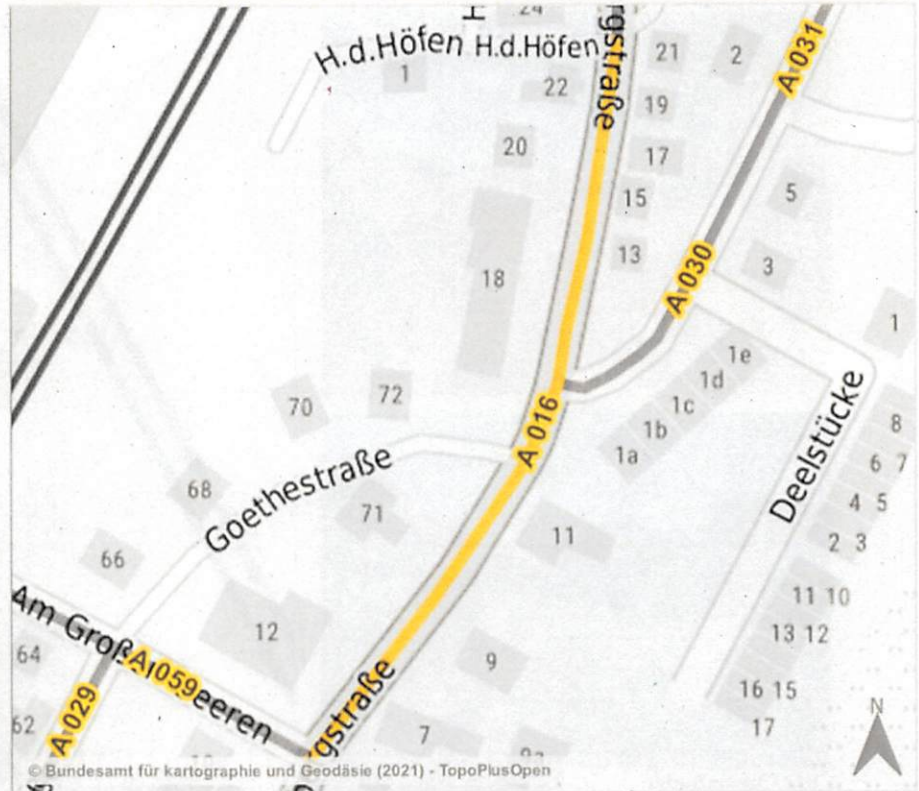 24
H
rgstraße
H.d.Höfen H.d.Höfen
21
2
A 031
1
22
19
20
17
5
15
13
3
A 030
18
1
1e
1d
72
70
1c
A 016
1b
8
1a
6 7
Deelstücke
Goethestraße
68
4 5
71
11
2 3
66
11 10
Am Groß
12
13 12
64
A 059
eeren
9
16 15
A 029
rgstraße
62
17
N
7
© Bundesamt für kartographie und Geodäsie (2021) - TopoPlusOpen